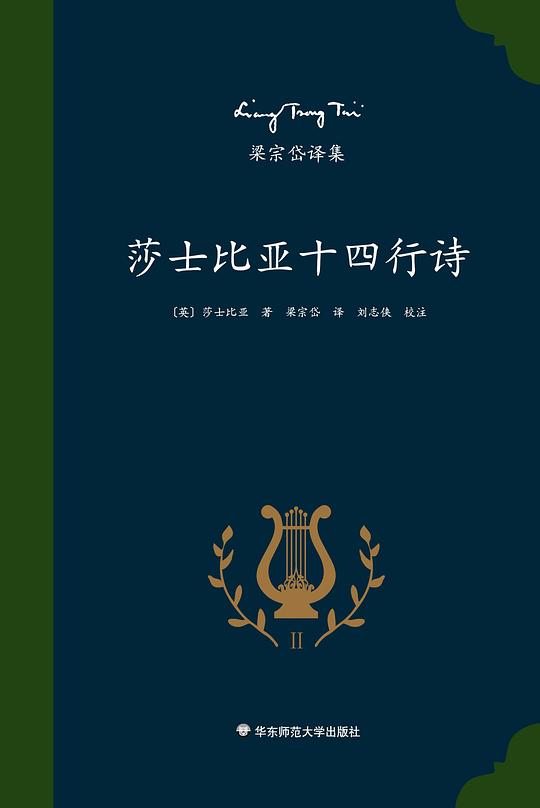 Liang Tsong Tai
梁宗岱译集
莎士比亚十四行诗
〔英〕莎士比亚 著 梁宗岱 译 刘志侠 校注
II
华东师范大学出版社